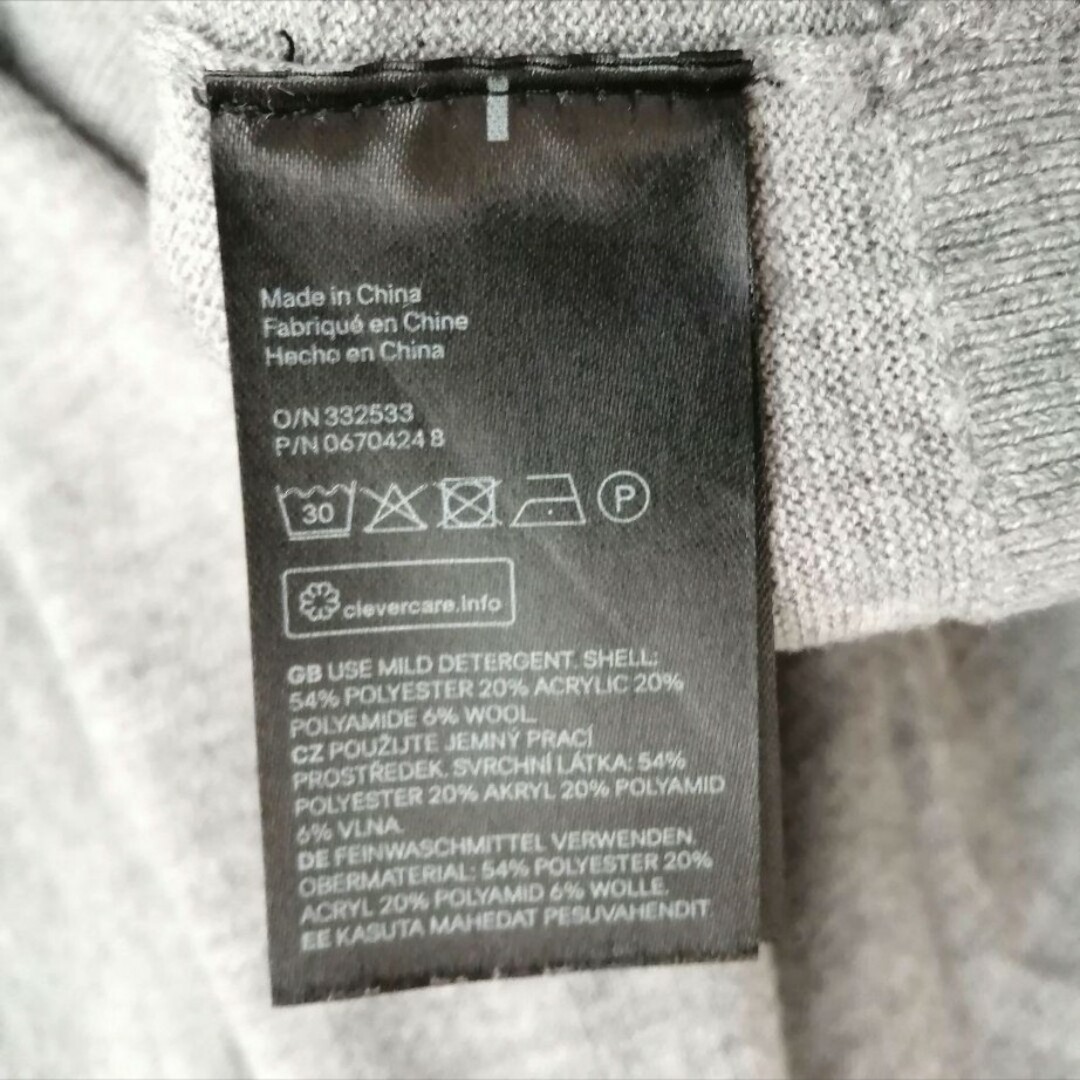 Made in China
Fabriqué en Chine
Hecho en China
O/N 332533
P/N 0670424 8
30
P
clevercare.info
GB USE MILD DETERGENT. SHELL:
54% POLYESTER 20% ACRYLIC 20%
POLYAMIDE 6% WOOL.
CZ POUŽIJTE JEMNÝ PRACÍ
PROSTŘEDEK. SVRCHNÍ LÁTKA: 54%
POLYESTER 20% AKRYL 20% POLYAMID
6% VLNA.
DE FEINWASCHMITTEL VERWENDEN.
OBERMATERIAL: 54% POLYESTER 20%
ACRYL 20% POLYAMID 6% WOLLE.
EE KASUTA MAHEDAT PESUVAHENDIT.